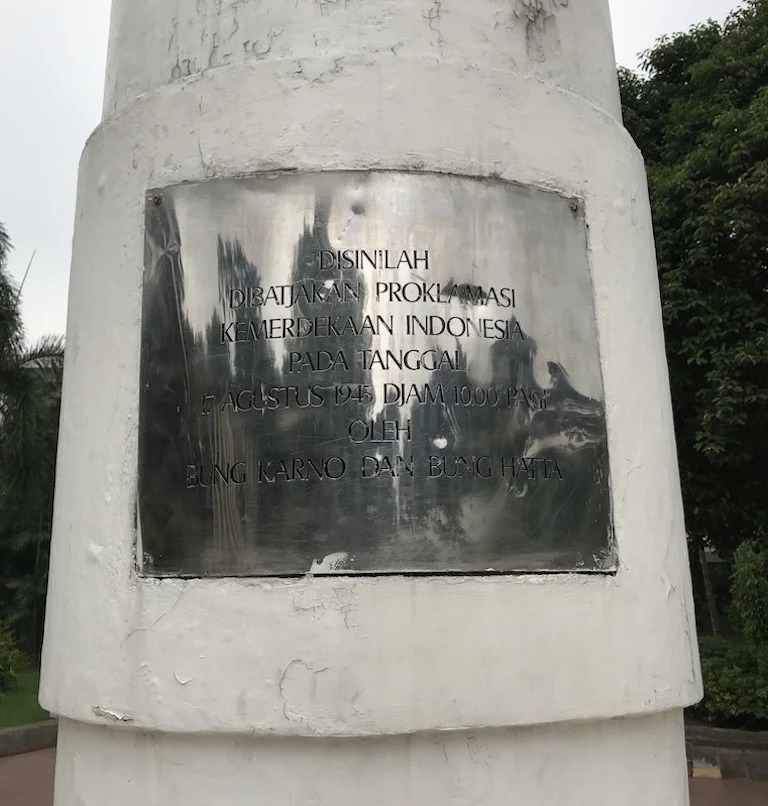 DISINILAH
DIBATJAKAN PROKLAMASI
KEMERDEKAAN INDONESIA
PADA TANGGAL
17 AGUSTUS 1945 DJAM 10.00 PAGI
OLEH
BUNG KARNO DAN BUNG HATTA